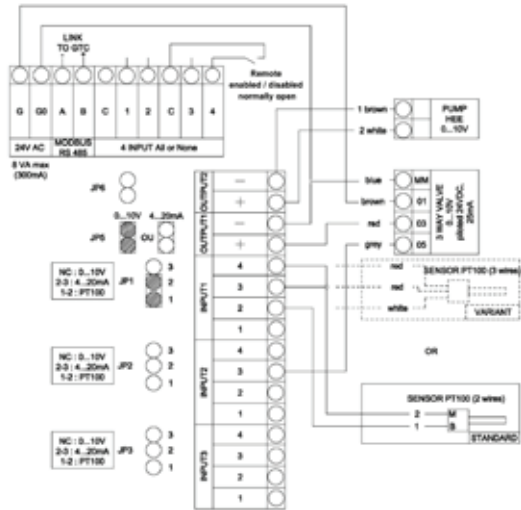 LINK
TO GTC
G G0 A B C 1 2 C 3 4
24V AC MODBUS RS 485 4 INPUT All or None
8 VA max
(300mA)
Remote
enabled / disabled
normally open
1 brown
2 white
PUMP
HEE
0...10V
blue MM
brown 01
red 03
grey 05
3 WAY VALVE
0...10V
piloted 24VDC,
25mA
JP6
0...10V 4...20mA
JP5 OU
OUTPUT2
−
+
OUTPUT1
−
+
NC : 0...10V
2-3 : 4...20mA
1-2 : PT100
JP1
3
2
1
INPUT1
4
3
2
1
NC : 0...10V
2-3 : 4...20mA
1-2 : PT100
JP2
3
2
1
INPUT2
4
3
2
1
NC : 0...10V
2-3 : 4...20mA
1-2 : PT100
JP3
3
2
1
INPUT3
4
3
2
1
red
red
white
SENSOR PT100 (3 wires)
VARIANT
OR
SENSOR PT100 (2 wires)
2 M
1 B
STANDARD